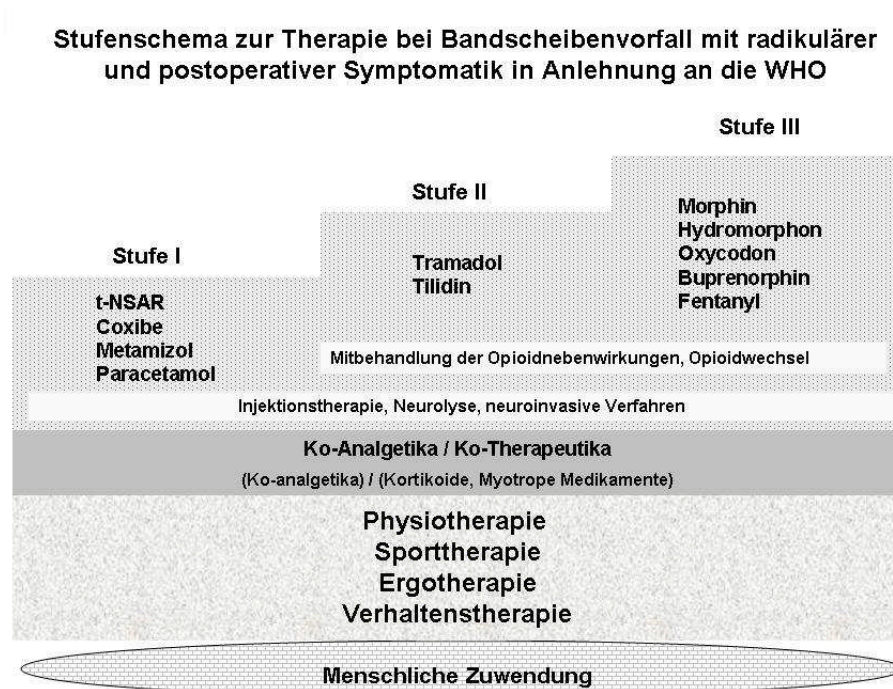 Stufenschema zur Therapie bei Bandscheibenvorfall mit radikulärer
und postoperativer Symptomatik in Anlehnung an die WHO
Stufe I
t-NSAR
Coxibe
Metamizol
Paracetamol
Stufe II
Tramadol
Tilidin
Stufe III
Morphin
Hydromorphon
Oxycodon
Buprenorphin
Fentanyl
Mitbehandlung der Opioidnebenwirkungen, Opioidwechsel
Injektionstherapie, Neurolyse, neuroinvasive Verfahren
Ko-Analgetika / Ko-Therapeutika
(Ko-analgetika) / (Kortikoide, Myotrope Medikamente)
Physiotherapie
Sporttherapie
Ergotherapie
Verhaltenstherapie
Menschliche Zuwendung